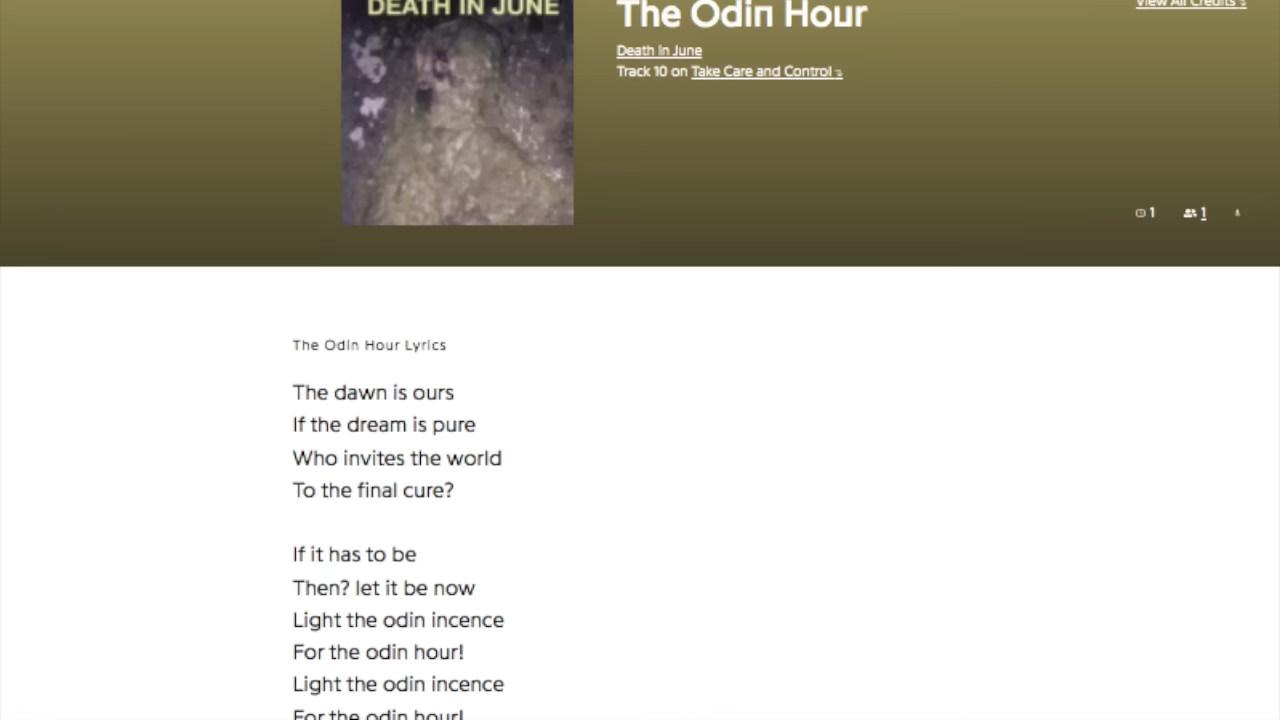 DEATH IN JUNE
The Odin Hour
View All Credits
Death In June
Track 10 on Take Care and Control
1 1
The Odin Hour Lyrics
The dawn is ours
If the dream is pure
Who invites the world
To the final cure?
If it has to be
Then? let it be now
Light the odin incence
For the odin hour!
Light the odin incence
For the odin hour!